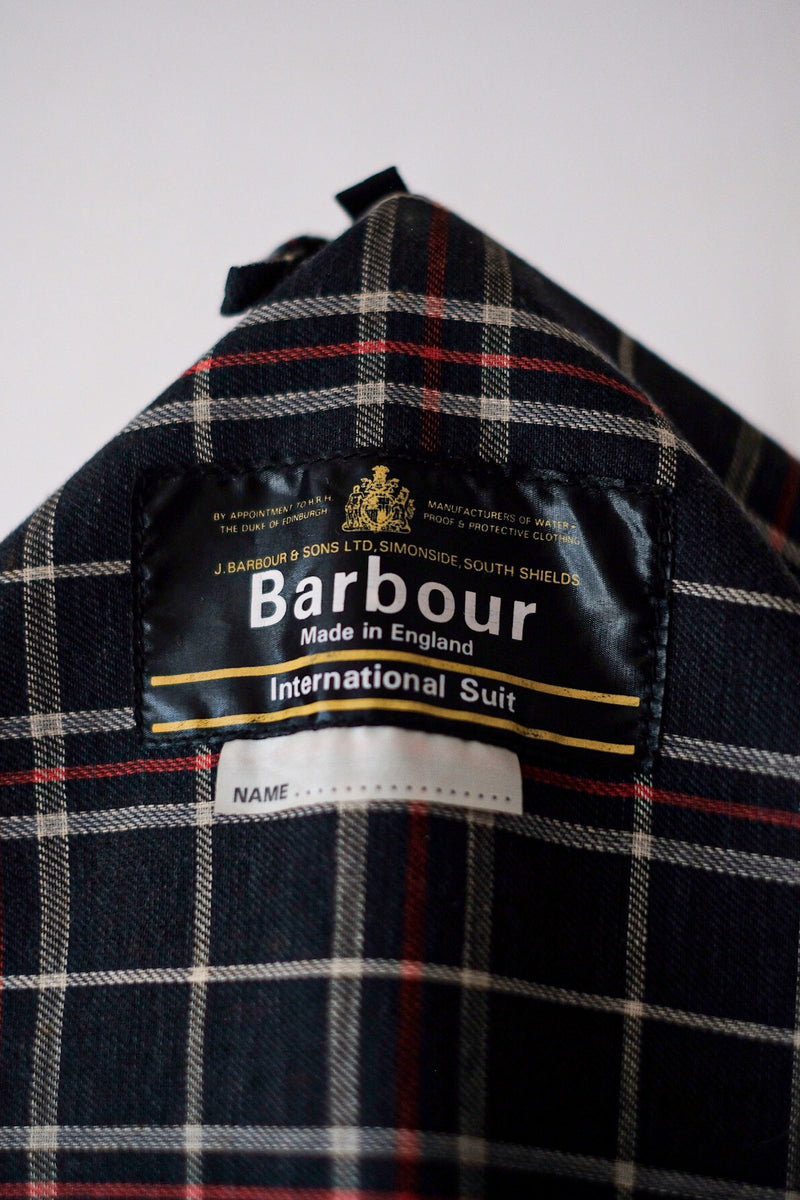 BY APPOINTMENT TO H.R.H.
THE DUKE OF EDINBURGH
MANUFACTURERS OF WATER-
PROOF & PROTECTIVE CLOTHING
J. BARBOUR & SONS LTD, SIMONSIDE, SOUTH SHIELDS
Barbour
Made in England
International Suit
NAME..................